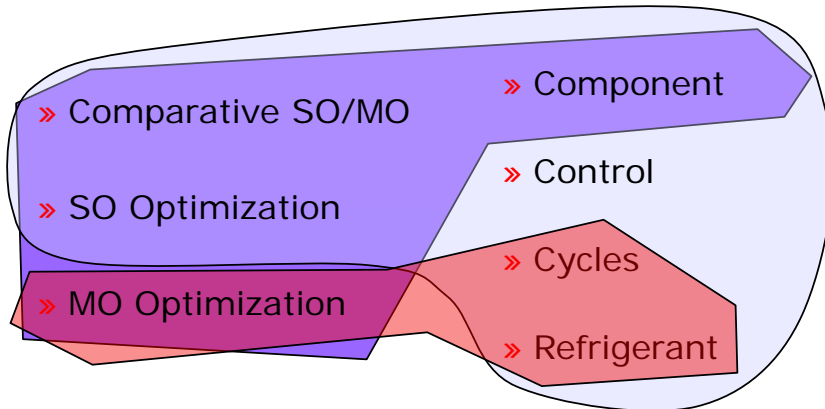 » Comparative SO/MO
» SO Optimization
» MO Optimization
» Component
» Control
» Cycles
» Refrigerant